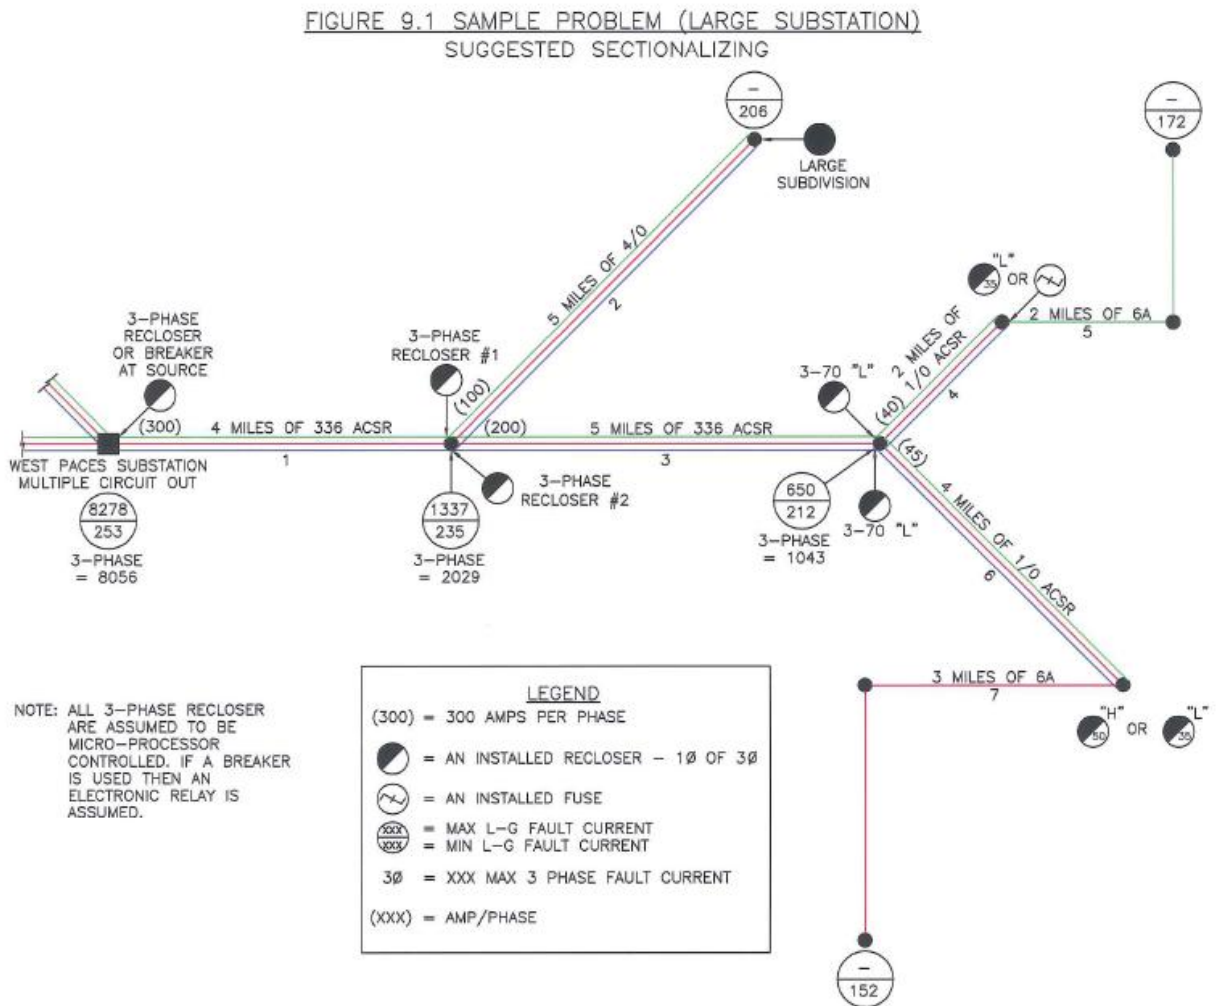 FIGURE 9.1 SAMPLE PROBLEM (LARGE SUBSTATION)
SUGGESTED SECTIONALIZING
–
206
LARGE
SUBDIVISION
–
172
5 MILES OF 4/0
2
"L"
35
OR
2 MILES OF
1/0 ACSR
4
2 MILES OF 6A
5
3-PHASE
RECLOSER
OR BREAKER
AT SOURCE
3-PHASE
RECLOSER #1
(100)
3-70 "L"
(40)
(300)
4 MILES OF 336 ACSR
1
(200)
5 MILES OF 336 ACSR
3
(45)
WEST PACES SUBSTATION
MULTIPLE CIRCUIT OUT
8278
253
3-PHASE
= 8056
1337
235
3-PHASE
= 2029
3-PHASE
RECLOSER #2
650
212
3-PHASE
= 1043
3-70 "L"
4 MILES OF 1/0 ACSR
6
3 MILES OF 6A
7
"H"
50
OR
"L"
35
–
152
NOTE: ALL 3-PHASE RECLOSER
ARE ASSUMED TO BE
MICRO-PROCESSOR
CONTROLLED. IF A BREAKER
IS USED THEN AN
ELECTRONIC RELAY IS
ASSUMED.
LEGEND
(300) = 300 AMPS PER PHASE
= AN INSTALLED RECLOSER – 1Ø OF 3Ø
= AN INSTALLED FUSE
XXX = MAX L-G FAULT CURRENT
XXX = MIN L-G FAULT CURRENT
3Ø = XXX MAX 3 PHASE FAULT CURRENT
(XXX) = AMP/PHASE